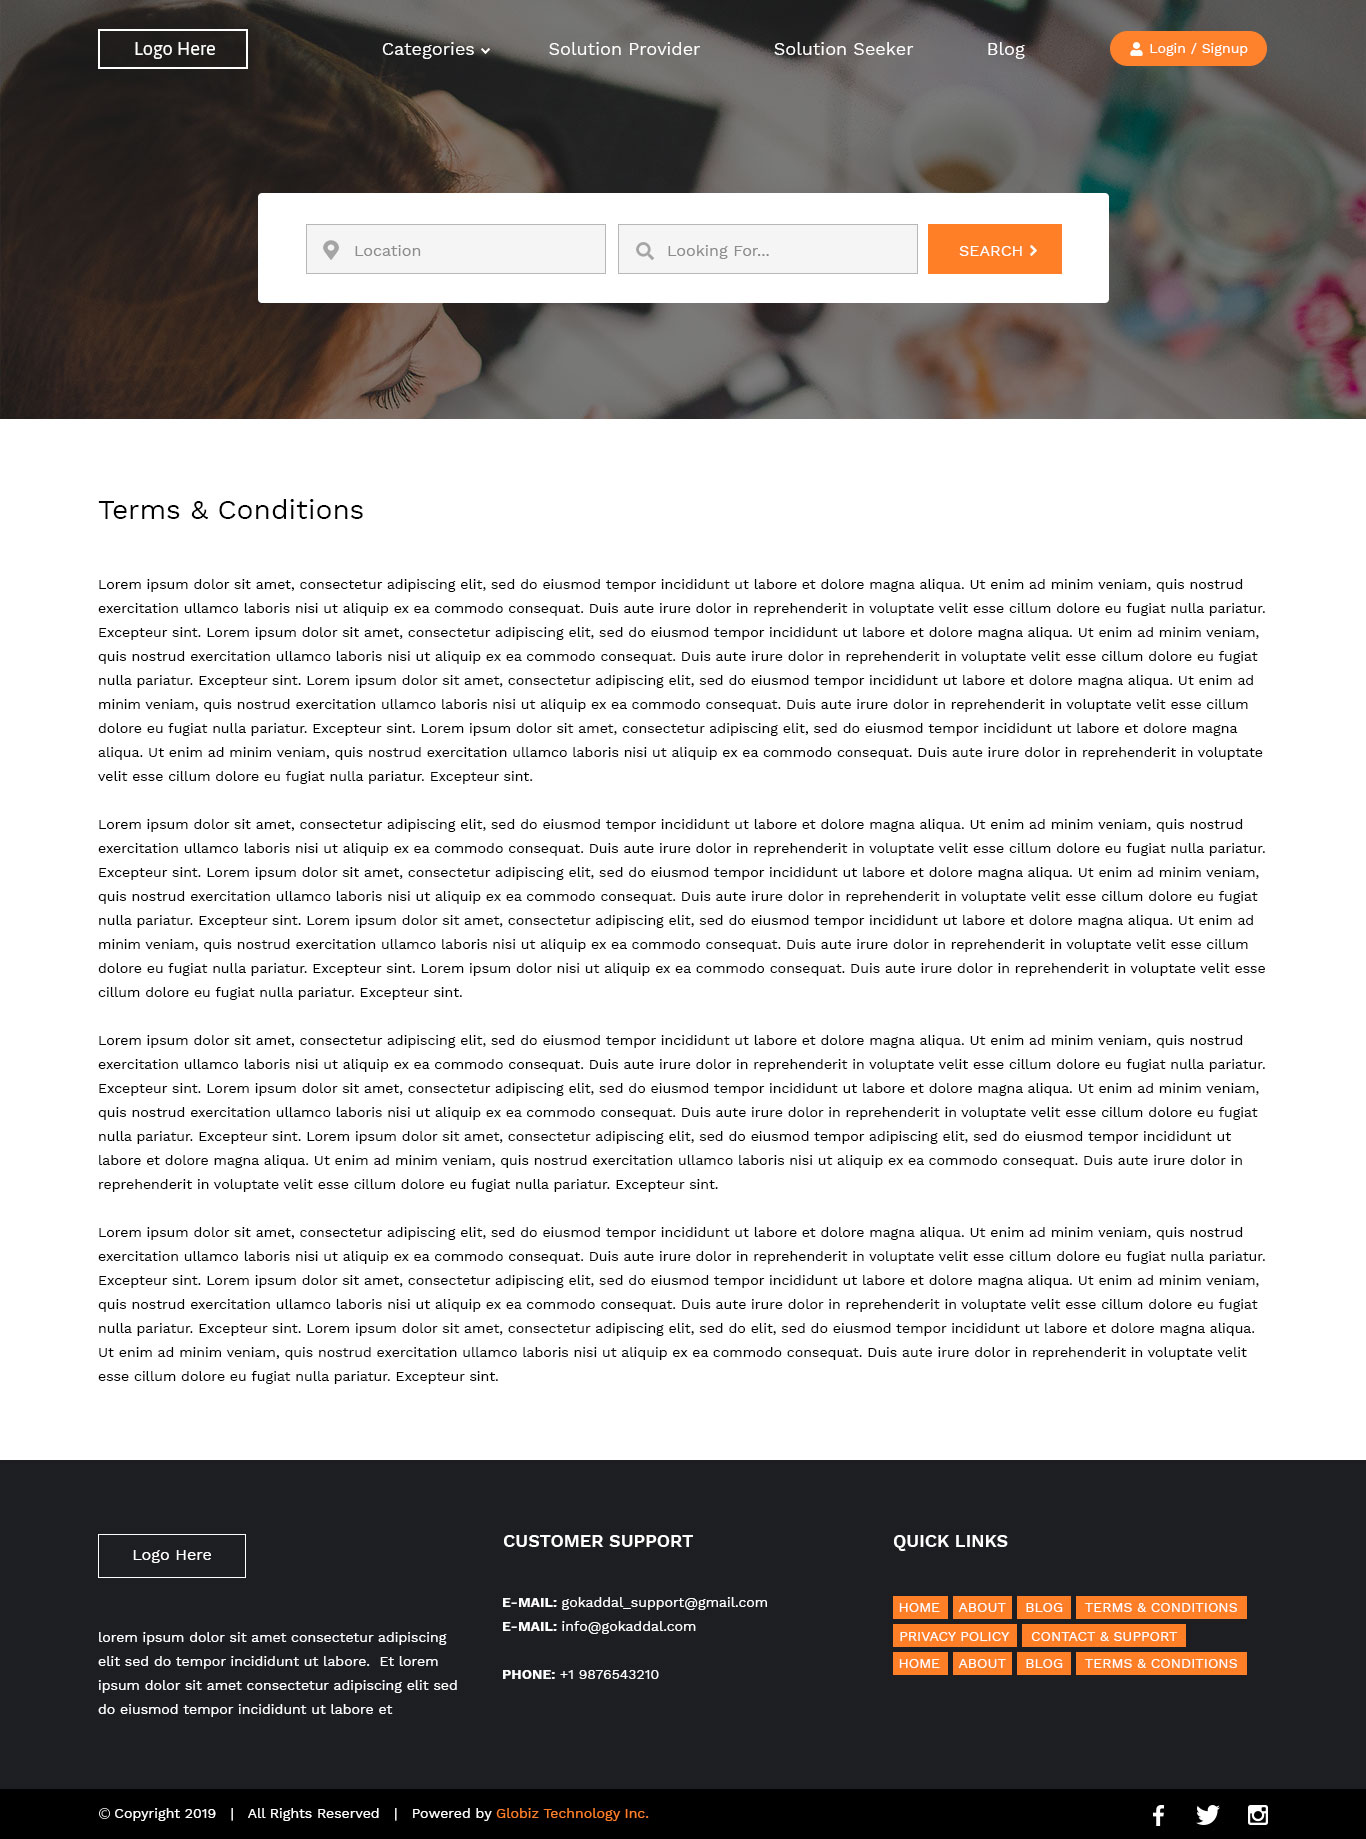 Logo Here
Categories
Solution Provider
Solution Seeker
Blog
Login / Signup
Location
Looking For...
SEARCH
Terms & Conditions
Lorem ipsum dolor sit amet, consectetur adipiscing elit, sed do eiusmod tempor incididunt ut labore et dolore magna aliqua. Ut enim ad minim veniam, quis nostrud
exercitation ullamco laboris nisi ut aliquip ex ea commodo consequat. Duis aute irure dolor in reprehenderit in voluptate velit esse cillum dolore eu fugiat nulla pariatur.
Excepteur sint. Lorem ipsum dolor sit amet, consectetur adipiscing elit, sed do eiusmod tempor incididunt ut labore et dolore magna aliqua. Ut enim ad minim veniam,
quis nostrud exercitation ullamco laboris nisi ut aliquip ex ea commodo consequat. Duis aute irure dolor in reprehenderit in voluptate velit esse cillum dolore eu fugiat
nulla pariatur. Excepteur sint. Lorem ipsum dolor sit amet, consectetur adipiscing elit, sed do eiusmod tempor incididunt ut labore et dolore magna aliqua. Ut enim ad
minim veniam, quis nostrud exercitation ullamco laboris nisi ut aliquip ex ea commodo consequat. Duis aute irure dolor in reprehenderit in voluptate velit esse cillum
dolore eu fugiat nulla pariatur. Excepteur sint. Lorem ipsum dolor sit amet, consectetur adipiscing elit, sed do eiusmod tempor incididunt ut labore et dolore magna
aliqua. Ut enim ad minim veniam, quis nostrud exercitation ullamco laboris nisi ut aliquip ex ea commodo consequat. Duis aute irure dolor in reprehenderit in voluptate
velit esse cillum dolore eu fugiat nulla pariatur. Excepteur sint.
Lorem ipsum dolor sit amet, consectetur adipiscing elit, sed do eiusmod tempor incididunt ut labore et dolore magna aliqua. Ut enim ad minim veniam, quis nostrud
exercitation ullamco laboris nisi ut aliquip ex ea commodo consequat. Duis aute irure dolor in reprehenderit in voluptate velit esse cillum dolore eu fugiat nulla pariatur.
Excepteur sint. Lorem ipsum dolor sit amet, consectetur adipiscing elit, sed do eiusmod tempor incididunt ut labore et dolore magna aliqua. Ut enim ad minim veniam,
quis nostrud exercitation ullamco laboris nisi ut aliquip ex ea commodo consequat. Duis aute irure dolor in reprehenderit in voluptate velit esse cillum dolore eu fugiat
nulla pariatur. Excepteur sint. Lorem ipsum dolor sit amet, consectetur adipiscing elit, sed do eiusmod tempor incididunt ut labore et dolore magna aliqua. Ut enim ad
minim veniam, quis nostrud exercitation ullamco laboris nisi ut aliquip ex ea commodo consequat. Duis aute irure dolor in reprehenderit in voluptate velit esse cillum
dolore eu fugiat nulla pariatur. Excepteur sint. Lorem ipsum dolor nisi ut aliquip ex ea commodo consequat. Duis aute irure dolor in reprehenderit in voluptate velit esse
cillum dolore eu fugiat nulla pariatur. Excepteur sint.
Lorem ipsum dolor sit amet, consectetur adipiscing elit, sed do eiusmod tempor incididunt ut labore et dolore magna aliqua. Ut enim ad minim veniam, quis nostrud
exercitation ullamco laboris nisi ut aliquip ex ea commodo consequat. Duis aute irure dolor in reprehenderit in voluptate velit esse cillum dolore eu fugiat nulla pariatur.
Excepteur sint. Lorem ipsum dolor sit amet, consectetur adipiscing elit, sed do eiusmod tempor incididunt ut labore et dolore magna aliqua. Ut enim ad minim veniam,
quis nostrud exercitation ullamco laboris nisi ut aliquip ex ea commodo consequat. Duis aute irure dolor in reprehenderit in voluptate velit esse cillum dolore eu fugiat
nulla pariatur. Excepteur sint. Lorem ipsum dolor sit amet, consectetur adipiscing elit, sed do eiusmod tempor adipiscing elit, sed do eiusmod tempor incididunt ut
labore et dolore magna aliqua. Ut enim ad minim veniam, quis nostrud exercitation ullamco laboris nisi ut aliquip ex ea commodo consequat. Duis aute irure dolor in
reprehenderit in voluptate velit esse cillum dolore eu fugiat nulla pariatur. Excepteur sint.
Lorem ipsum dolor sit amet, consectetur adipiscing elit, sed do eiusmod tempor incididunt ut labore et dolore magna aliqua. Ut enim ad minim veniam, quis nostrud
exercitation ullamco laboris nisi ut aliquip ex ea commodo consequat. Duis aute irure dolor in reprehenderit in voluptate velit esse cillum dolore eu fugiat nulla pariatur.
Excepteur sint. Lorem ipsum dolor sit amet, consectetur adipiscing elit, sed do eiusmod tempor incididunt ut labore et dolore magna aliqua. Ut enim ad minim veniam,
quis nostrud exercitation ullamco laboris nisi ut aliquip ex ea commodo consequat. Duis aute irure dolor in reprehenderit in voluptate velit esse cillum dolore eu fugiat
nulla pariatur. Excepteur sint. Lorem ipsum dolor sit amet, consectetur adipiscing elit, sed do elit, sed do eiusmod tempor incididunt ut labore et dolore magna aliqua.
Ut enim ad minim veniam, quis nostrud exercitation ullamco laboris nisi ut aliquip ex ea commodo consequat. Duis aute irure dolor in reprehenderit in voluptate velit
esse cillum dolore eu fugiat nulla pariatur. Excepteur sint.
Logo Here
lorem ipsum dolor sit amet consectetur adipiscing
elit sed do tempor incididunt ut labore. Et lorem
ipsum dolor sit amet consectetur adipiscing elit sed
do eiusmod tempor incididunt ut labore et
CUSTOMER SUPPORT
E-MAIL: gokaddal_support@gmail.com
E-MAIL: info@gokaddal.com
PHONE: +1 9876543210
QUICK LINKS
HOME ABOUT BLOG TERMS & CONDITIONS
PRIVACY POLICY CONTACT & SUPPORT
HOME ABOUT BLOG TERMS & CONDITIONS
© Copyright 2019 | All Rights Reserved | Powered by Globiz Technology Inc.